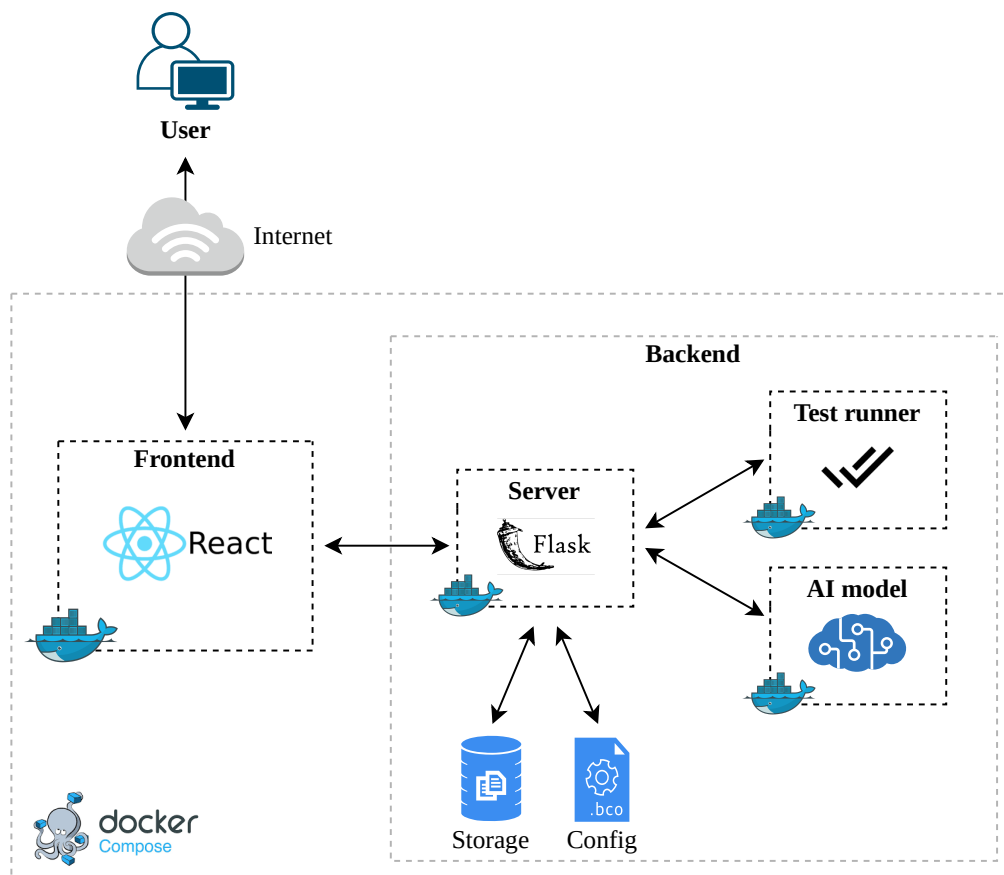 User
Internet
Backend
Test runner
Frontend
Server
React
Flask
AI model
.bco
docker
Compose
Storage
Config